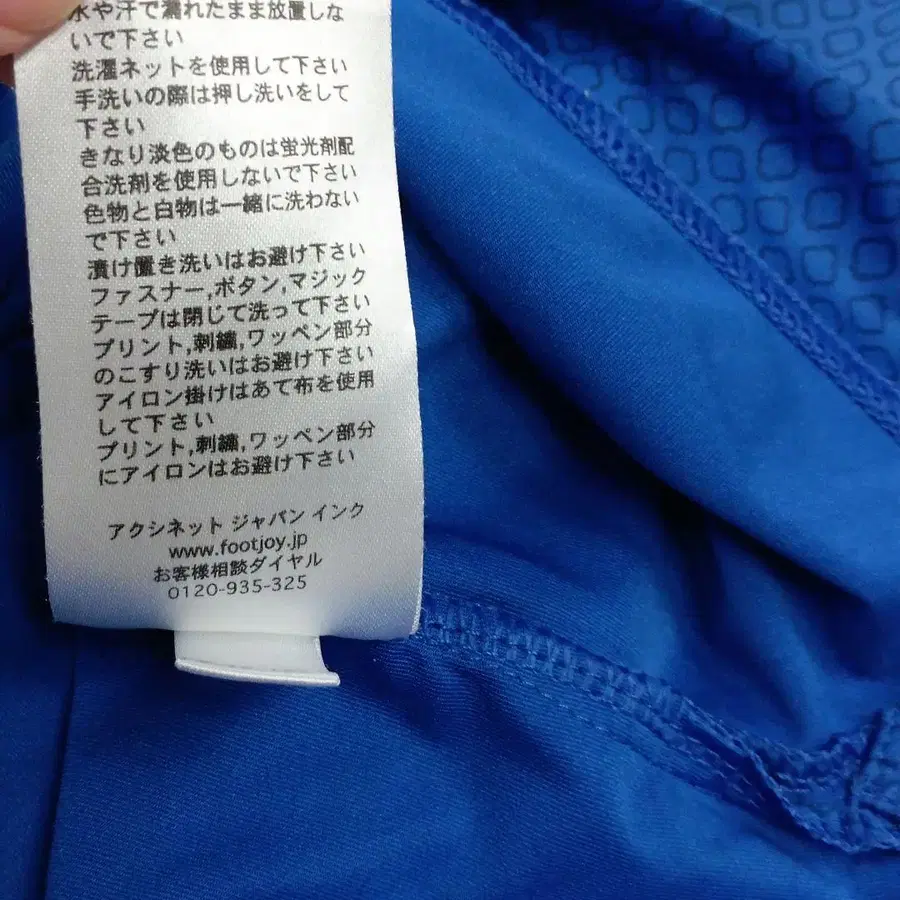 水や汗で濡れたまま放置しな
いで下さい
洗濯ネットを使用して下さい
手洗いの際は押し洗いをして
下さい
きなり淡色のものは蛍光剤配
合洗剤を使用しないで下さい
色物と白物は一緒に洗わない
で下さい
漬け置き洗いはお避け下さい
ファスナー,ボタン,マジック
テープは閉じて洗って下さい
プリント,刺繍,ワッペン部分
のこすり洗いはお避け下さい
アイロン掛けはあて布を使用
して下さい
プリント,刺繍,ワッペン部分
にアイロンはお避け下さい
アクシネット ジャパン インク
www.footjoy.jp
お客様相談ダイヤル
0120-935-325